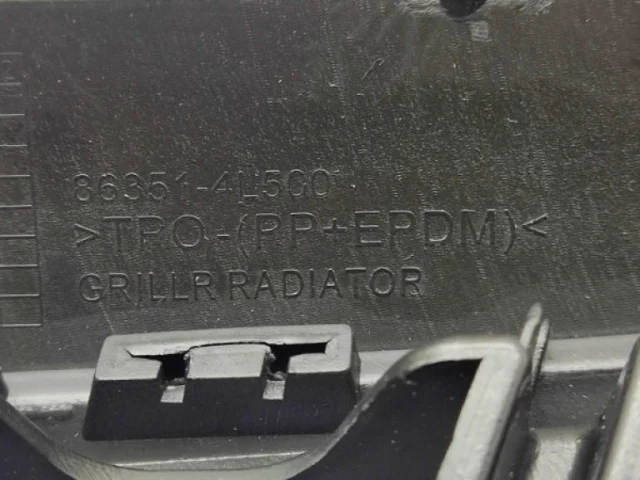 86351-4L500
>TPO-(PP+EPDM)<
GRILLR RADIATOR